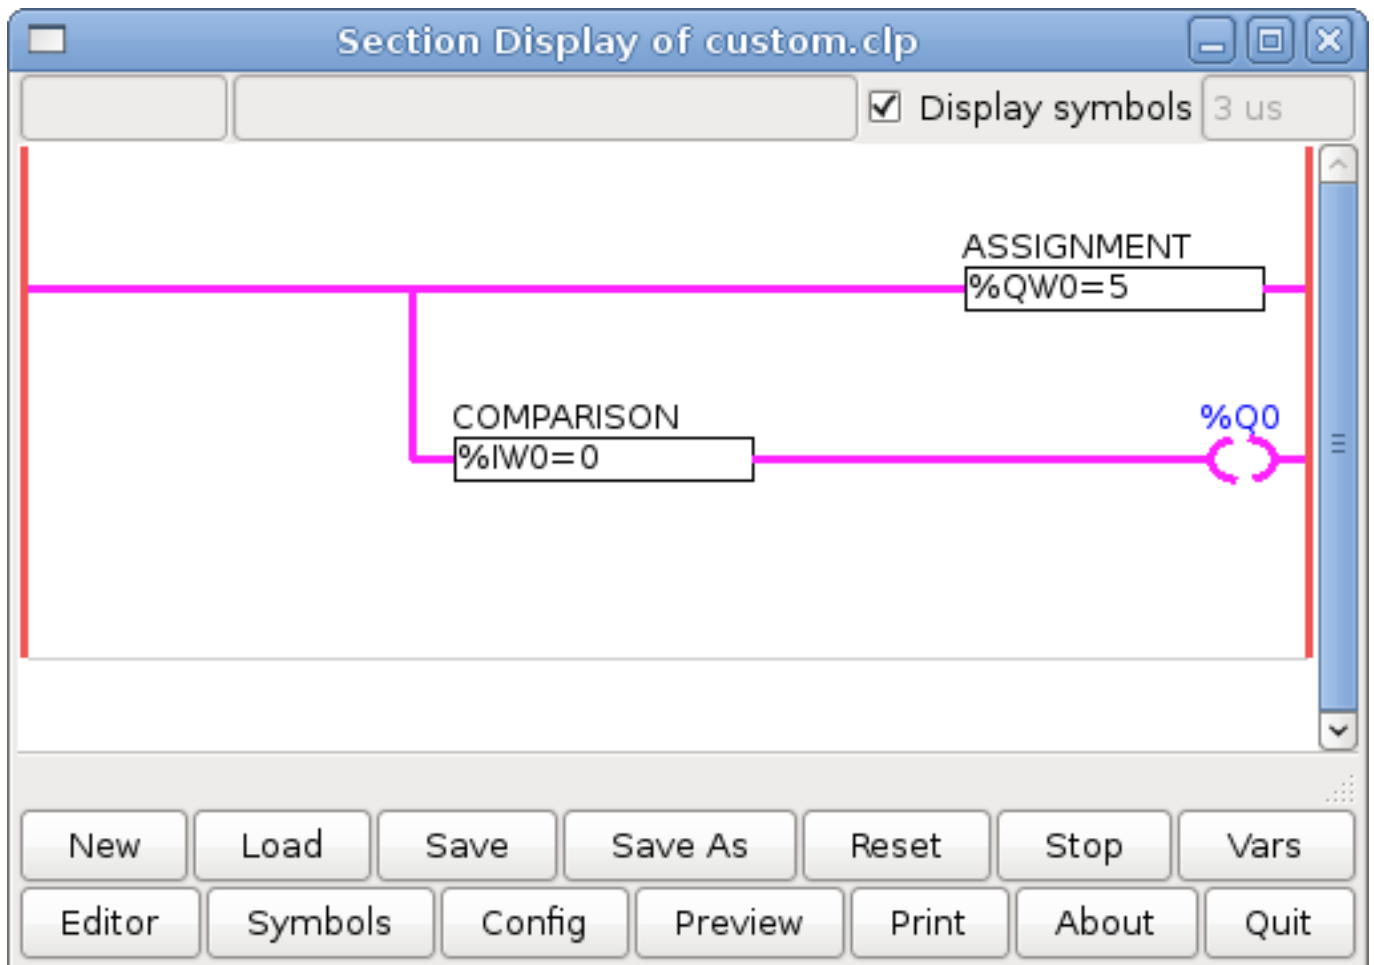 Section Display of custom.clp
Display symbols 3 us
ASSIGNMENT
%QW0=5
COMPARISON %Q0
%IW0=0
New Load Save Save As Reset Stop Vars
Editor Symbols Config Preview Print About Quit